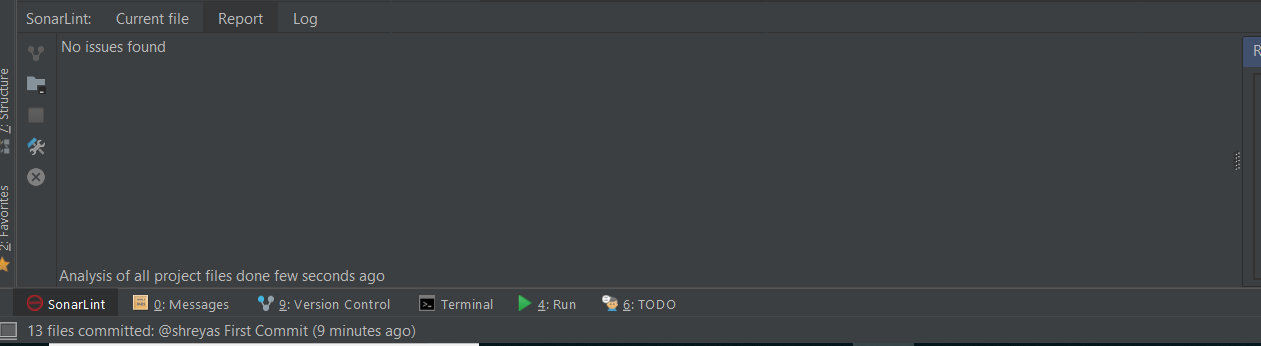 SonarLint: Current file Report Log
No issues found
R
7: Structure
2: Favorites
Analysis of all project files done few seconds ago
SonarLint 0: Messages 9: Version Control Terminal 4: Run 6: TODO
13 files committed: @shreyas First Commit (9 minutes ago)